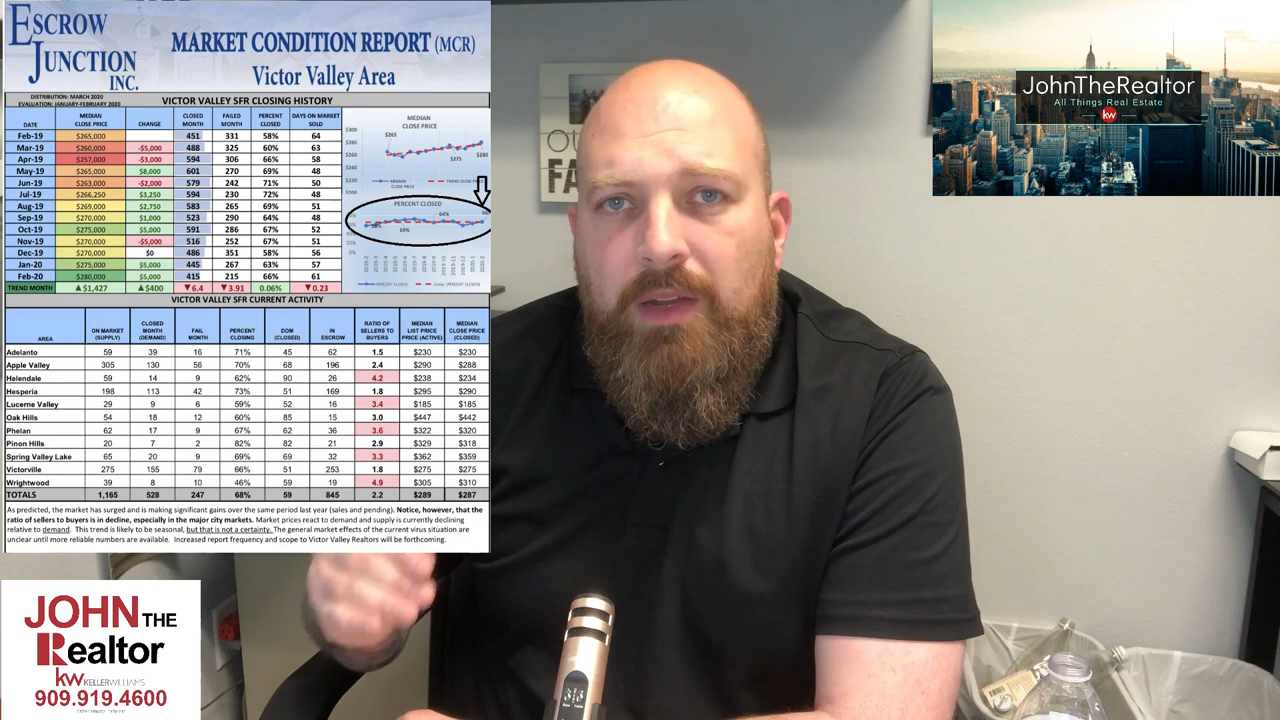 ESCROW
JUNCTION
INC.
MARKET CONDITION REPORT (MCR)
Victor Valley Area
DISTRIBUTION: MARCH 2020
EVALUATION: JANUARY-FEBRUARY 2020
VICTOR VALLEY SFR CLOSING HISTORY
DATE MEDIAN CLOSE PRICE CHANGE CLOSED MONTH FAILED MONTH PERCENT CLOSED DAYS ON MARKET SOLD
Feb-19 $265,000 451 331 58% 64
Mar-19 $260,000 -$5,000 488 325 60% 63
Apr-19 $257,000 -$3,000 594 306 66% 58
May-19 $265,000 $8,000 601 270 69% 48
Jun-19 $263,000 -$2,000 579 242 71% 50
Jul-19 $266,250 $3,250 594 230 72% 48
Aug-19 $269,000 $2,750 583 265 69% 51
Sep-19 $270,000 $1,000 523 290 64% 48
Oct-19 $275,000 $5,000 591 286 67% 52
Nov-19 $270,000 -$5,000 516 252 67% 51
Dec-19 $270,000 $0 486 351 58% 56
Jan-20 $275,000 $5,000 445 267 63% 57
Feb-20 $280,000 $5,000 415 215 66% 61
TREND MONTH ▲$1,427 ▲$400 ▼6.4 ▼3.91 0.06% ▼0.23
MEDIAN
CLOSE PRICE
$300
$280
$260
$240
$220
$200
$265
$275
$280
MEDIAN
CLOSE PRICE
PERCENT CLOSED
64%
69%
0%
PERCENT CLOSED Linear (PERCENT CLOSED)
VICTOR VALLEY SFR CURRENT ACTIVITY
AREA ON MARKET (SUPPLY) CLOSED MONTH (DEMAND) FAIL MONTH PERCENT CLOSING DOM (CLOSED) IN ESCROW RATIO OF SELLERS TO BUYERS MEDIAN LIST PRICE PRICE (ACTIVE) MEDIAN CLOSE PRICE (CLOSED)
Adelanto 59 39 16 71% 45 62 1.5 $230 $230
Apple Valley 305 130 56 70% 68 196 2.4 $290 $288
Helendale 59 14 9 62% 90 26 4.2 $238 $234
Hesperia 198 113 42 73% 51 169 1.8 $295 $290
Lucerne Valley 29 9 6 59% 52 16 3.4 $185 $185
Oak Hills 54 18 12 60% 85 15 3.0 $447 $442
Phelan 62 17 9 67% 62 36 3.6 $322 $320
Pinon Hills 20 7 2 82% 82 21 2.9 $329 $318
Spring Valley Lake 65 20 9 69% 69 32 3.3 $362 $359
Victorville 275 155 79 66% 51 253 1.8 $275 $275
Wrightwood 39 8 10 46% 59 19 4.9 $305 $310
TOTALS 1,165 528 247 68% 59 845 2.2 $289 $287
As predicted, the market has surged and is making significant gains over the same period last year (sales and pending). Notice, however, that the
ratio of sellers to buyers is in decline, especially in the major city markets. Market prices react to demand and supply is currently declining
relative to demand. This trend is likely to be seasonal, but that is not a certainty. The general market effects of the current virus situation are
unclear until more reliable numbers are available. Increased report frequency and scope to Victor Valley Realtors will be forthcoming.
OU
FA
JohnTheRealtor
All Things Real Estate
kw
JOHN THE
Realtor
kw KELLERWILLIAMS.
909.919.4600